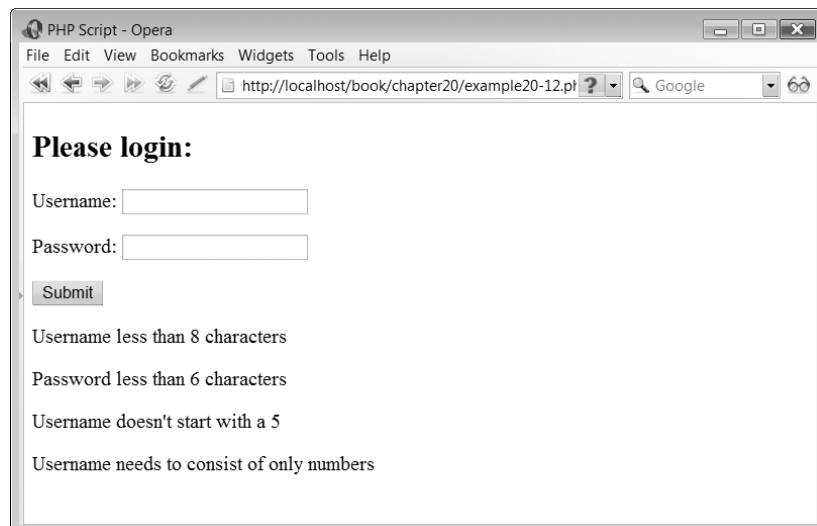 PHP Script - Opera
File Edit View Bookmarks Widgets Tools Help
http://localhost/book/chapter20/example20-12.ph ? Google
Please login:
Username:
Password:
Submit
Username less than 8 characters
Password less than 6 characters
Username doesn't start with a 5
Username needs to consist of only numbers